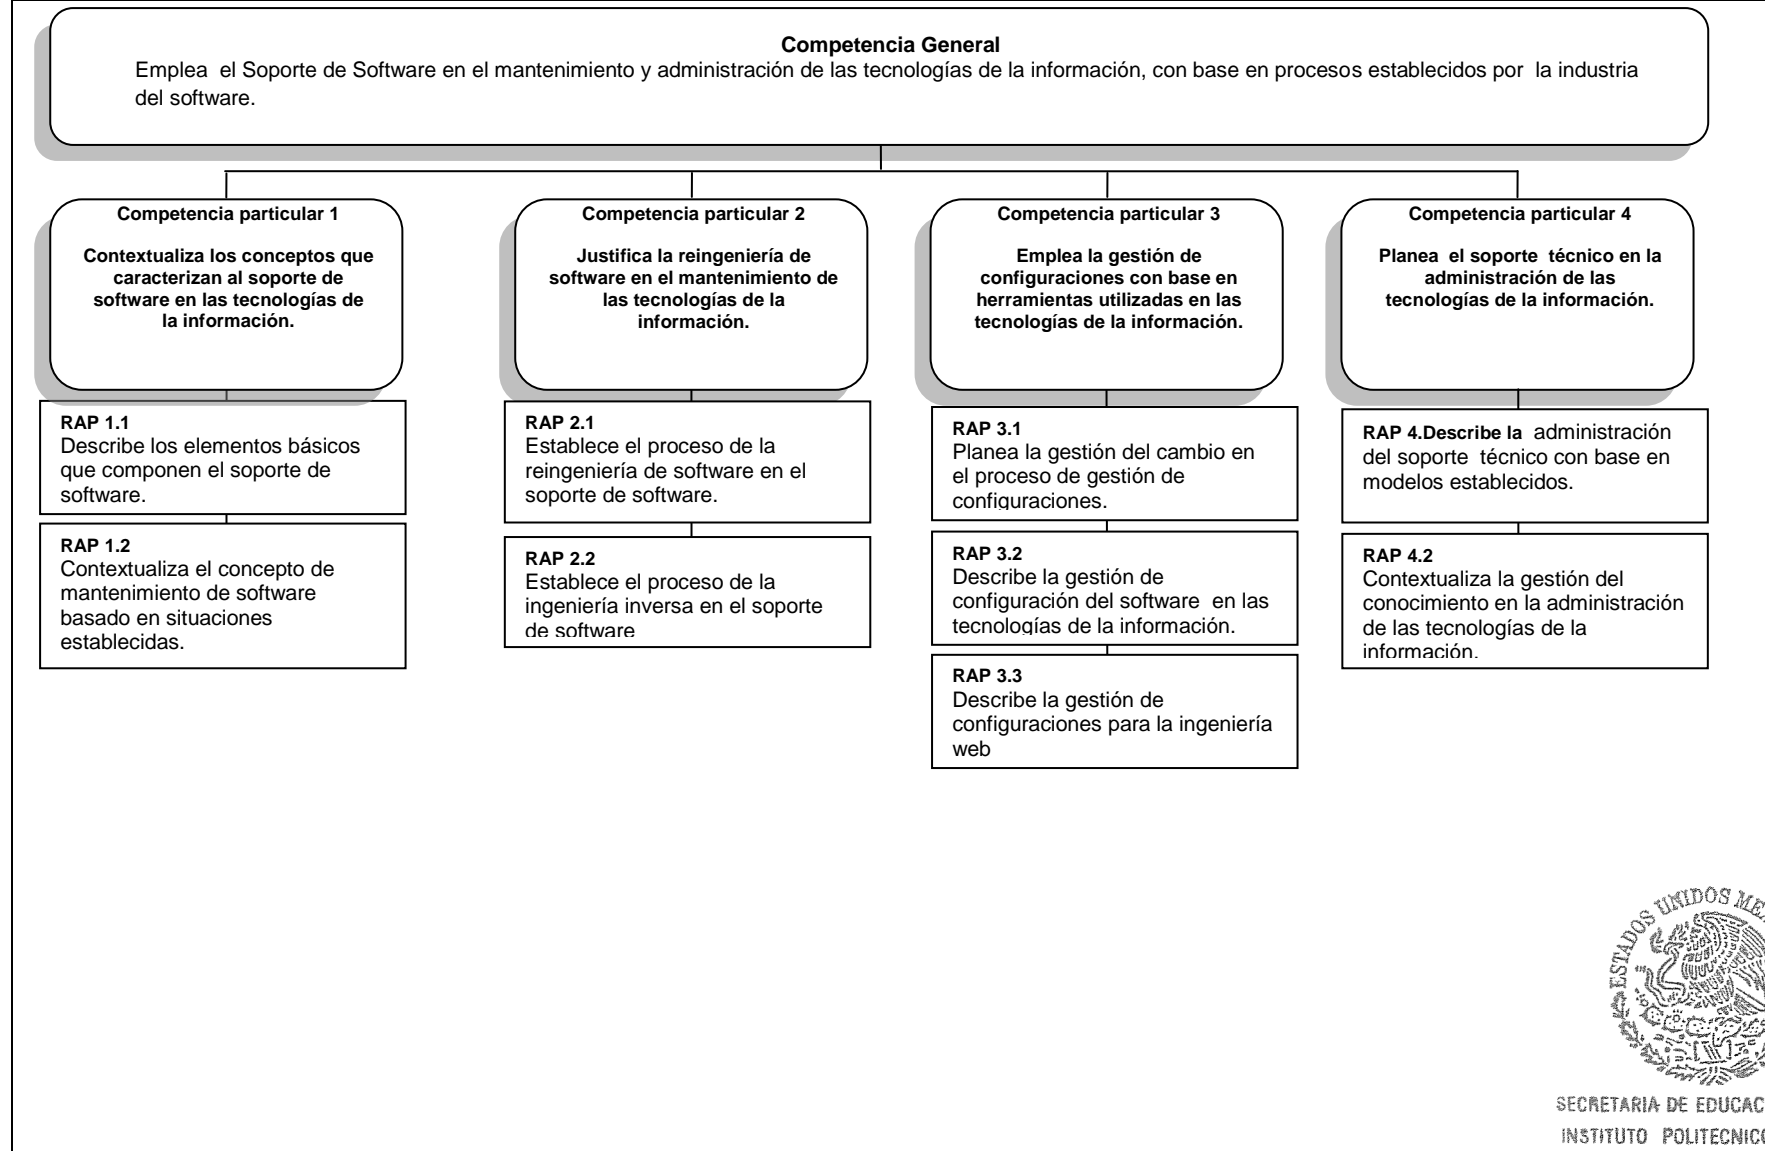 Competencia General
Emplea el Soporte de Software en el mantenimiento y administración de las tecnologías de la información, con base en procesos establecidos por la industria
del software.
Competencia particular 1
Contextualiza los conceptos que
caracterizan al soporte de
software en las tecnologías de
la información.
Competencia particular 2
Justifica la reingeniería de
software en el mantenimiento de
las tecnologías de la
información.
Competencia particular 3
Emplea la gestión de
configuraciones con base en
herramientas utilizadas en las
tecnologías de la información.
Competencia particular 4
Planea el soporte técnico en la
administración de las
tecnologías de la información.
RAP 1.1
Describe los elementos básicos
que componen el soporte de
software.
RAP 1.2
Contextualiza el concepto de
mantenimiento de software
basado en situaciones
establecidas.
RAP 2.1
Establece el proceso de la
reingeniería de software en el
soporte de software.
RAP 2.2
Establece el proceso de la
ingeniería inversa en el soporte
de software
RAP 3.1
Planea la gestión del cambio en
el proceso de gestión de
configuraciones.
RAP 3.2
Describe la gestión de
configuración del software en las
tecnologías de la información.
RAP 3.3
Describe la gestión de
configuraciones para la ingeniería
web
RAP 4.Describe la administración
del soporte técnico con base en
modelos establecidos.
RAP 4.2
Contextualiza la gestión del
conocimiento en la administración
de las tecnologías de la
información.
ESTADOS UNIDOS ME
SECRETARIA DE EDUCAC
INSTITUTO POLITECNICO